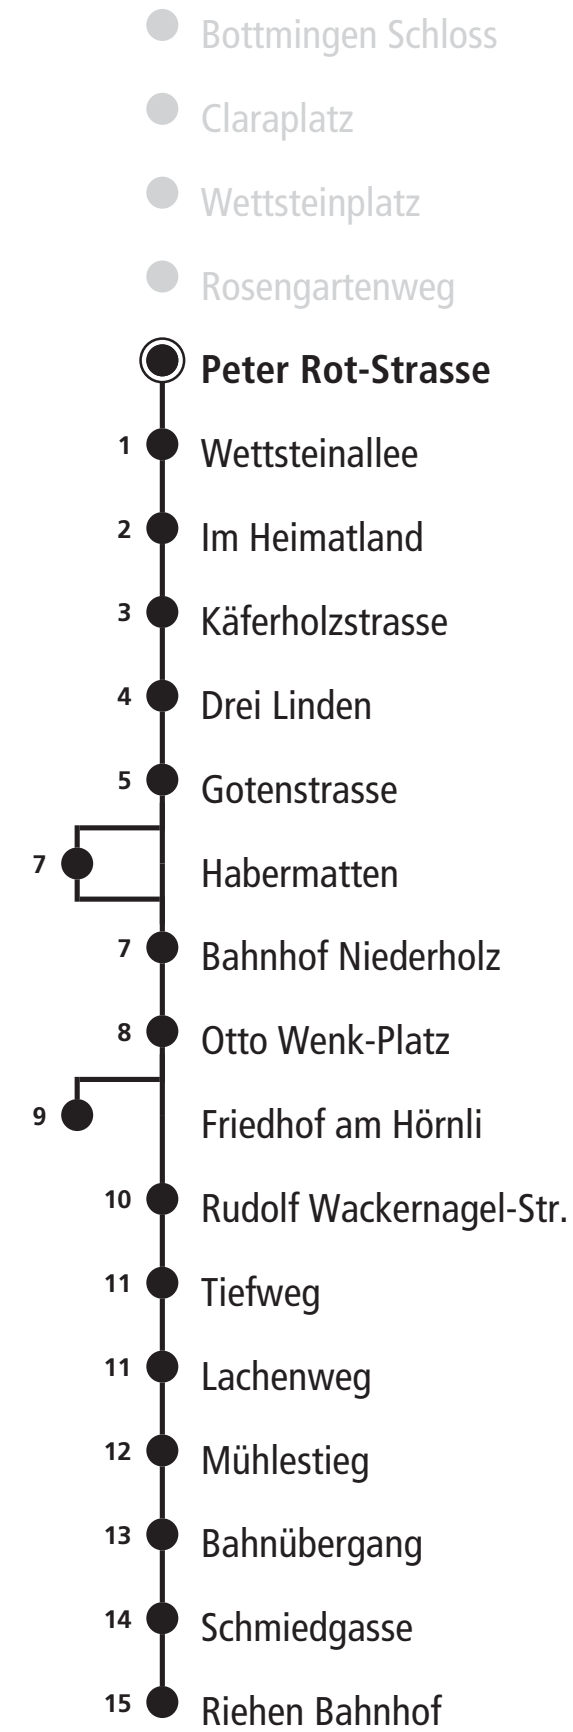 Bottmingen Schloss
Claraplatz
Wettsteinplatz
Rosengartenweg
Peter Rot-Strasse
1 Wettsteinallee
2 Im Heimatland
3 Käferholzstrasse
4 Drei Linden
5 Gotenstrasse
7 Habermatten
7 Bahnhof Niederholz
8 Otto Wenk-Platz
9 Friedhof am Hörnli
10 Rudolf Wackernagel-Str.
11 Tiefweg
11 Lachenweg
12 Mühlestieg
13 Bahnübergang
14 Schmiedgasse
15 Riehen Bahnhof